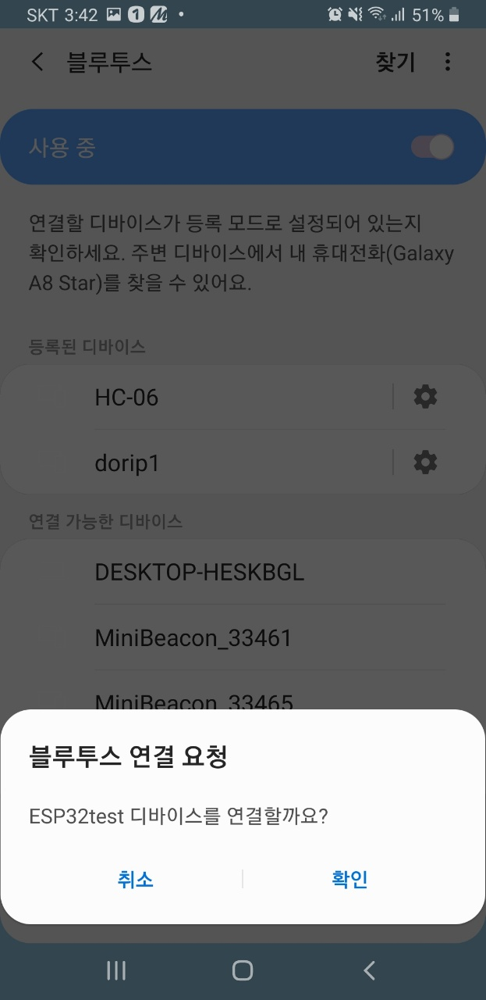 SKT 3:42 1 51%
블루투스 찾기
사용 중
연결할 디바이스가 등록 모드로 설정되어 있는지
확인하세요. 주변 디바이스에서 내 휴대전화(Galaxy
A8 Star)를 찾을 수 있어요.
등록된 디바이스
HC-06
dorip1
연결 가능한 디바이스
DESKTOP-HESKBGL
MiniBeacon_33461
MiniBeacon_33465
블루투스 연결 요청
ESP32test 디바이스를 연결할까요?
취소 확인